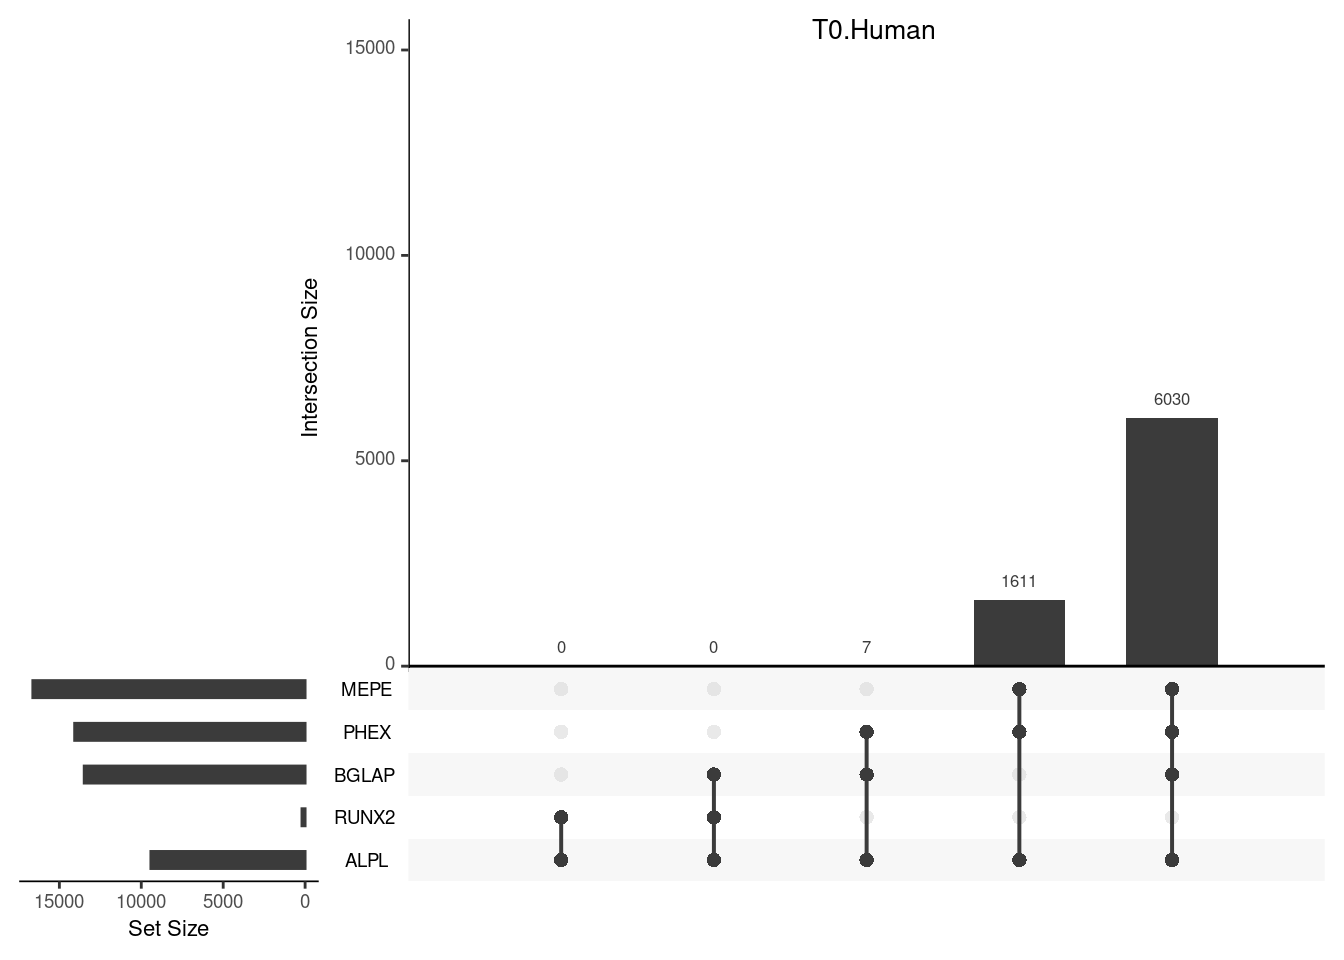 T0.Human
15000
10000
5000
0
Intersection Size
0
0
7
1611
6030
MEPE
PHEX
BGLAP
RUNX2
ALPL
15000 10000 5000 0
Set Size